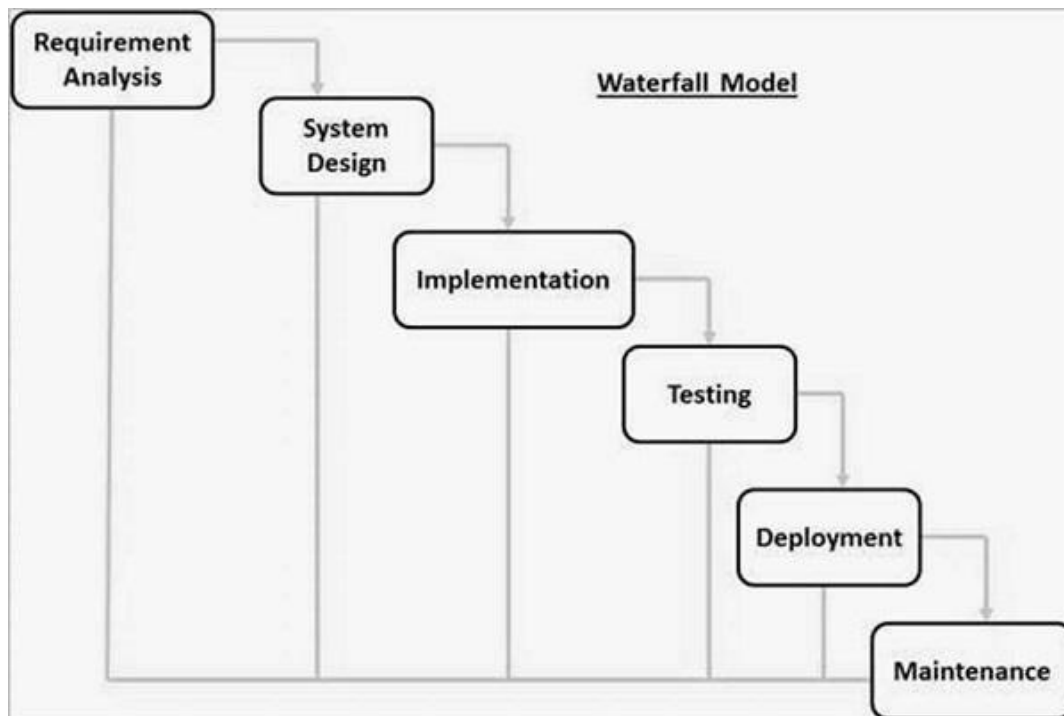 Requirement
Analysis
Waterfall Model
System
Design
Implementation
Testing
Deployment
Maintenance